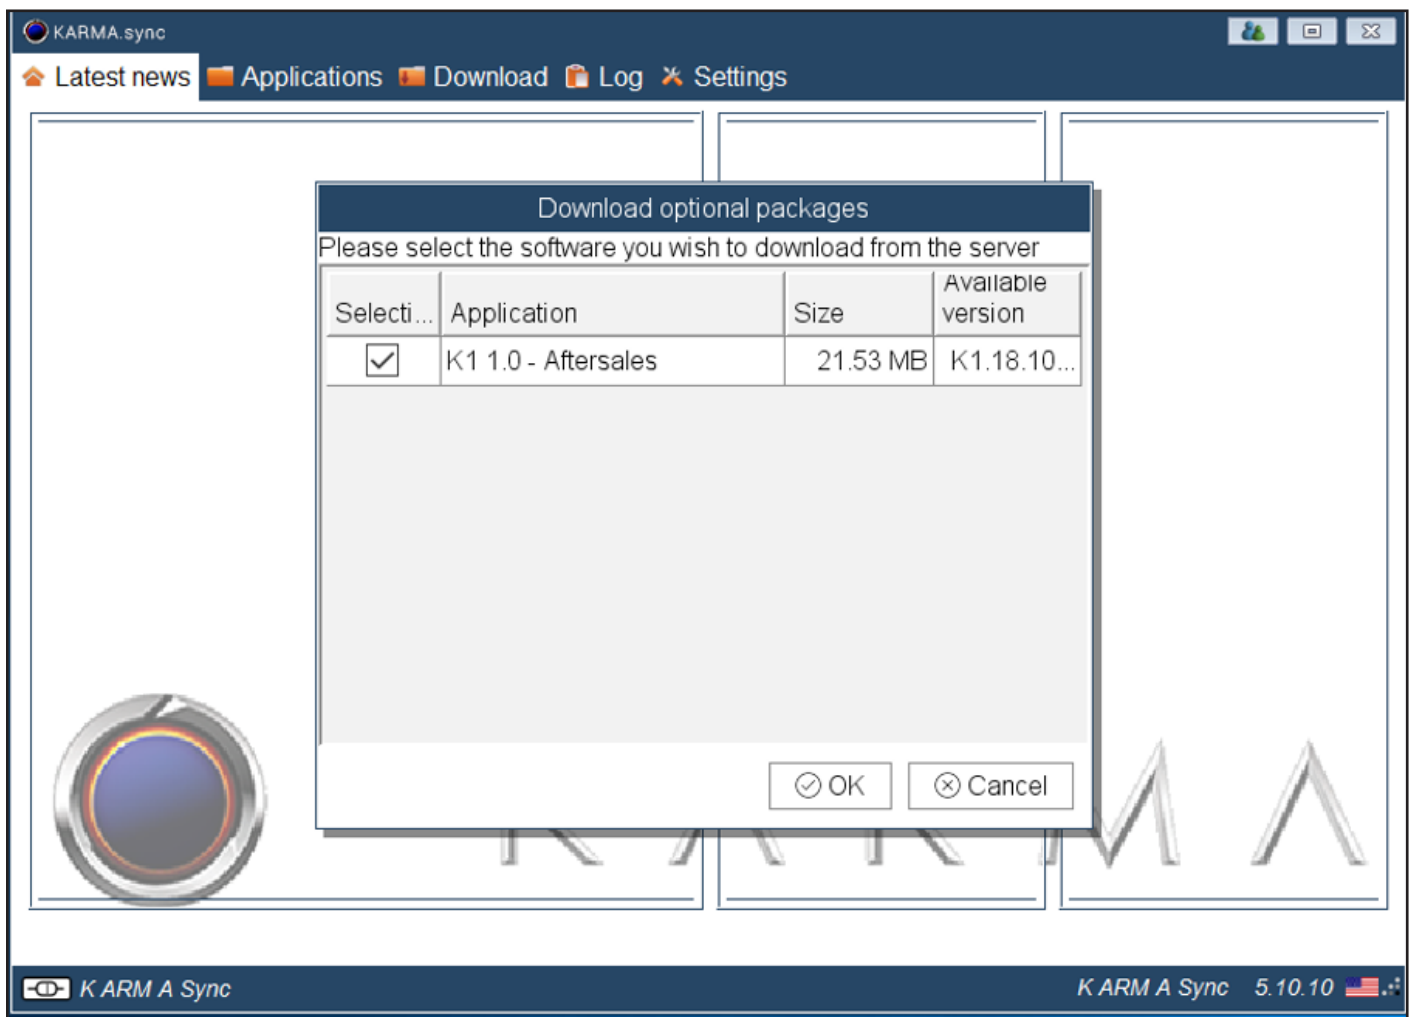 KARMA.sync
Latest news Applications Download Log Settings
Download optional packages
Please select the software you wish to download from the server
Selecti... Application Size Available version
K1 1.0 - Aftersales 21.53 MB K1.18.10...
OK Cancel
KARMA
K ARM A Sync K ARM A Sync 5.10.10